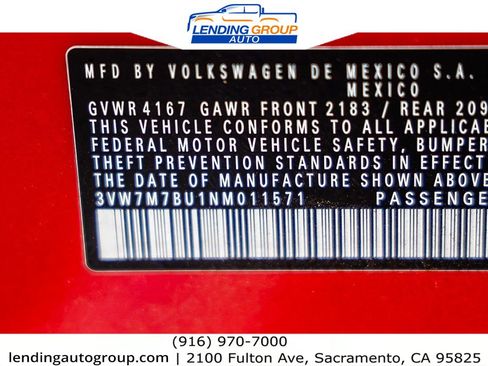 LENDING GROUP
AUTO
MFD BY VOLKSWAGEN DE MEXICO S.A.
MEXICO
GVWR 4167 GAWR FRONT 2183 / REAR 209
THIS VEHICLE CONFORMS TO ALL APPLICAB
FEDERAL MOTOR VEHICLE SAFETY, BUMPER
THEFT PREVENTION STANDARDS IN EFFECT
THE DATE OF MANUFACTURE SHOWN ABOVE
3VW7M7BU1NM011571 PASSENGE
(916) 970-7000
lendingautogroup.com | 2100 Fulton Ave, Sacramento, CA 95825